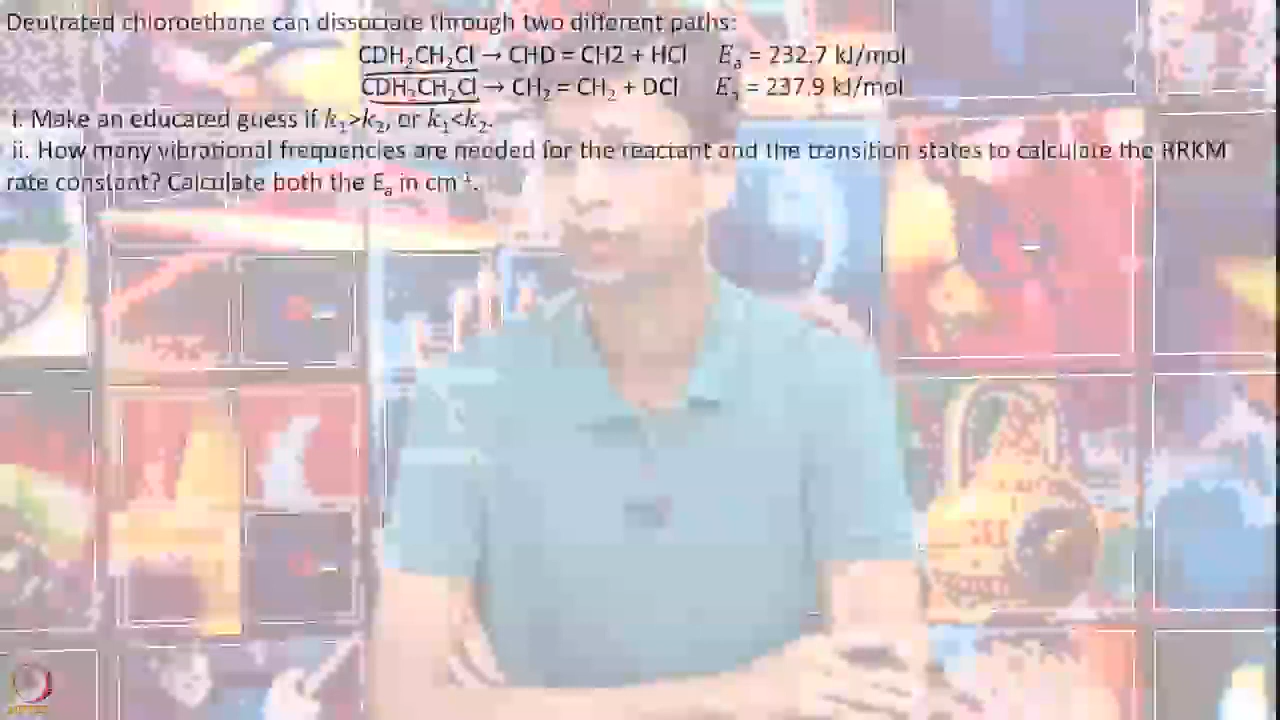 Deutrated chloroethane can dissociate through two different paths:
CDH₂CH₂Cl → CHD = CH2 + HCl Eₐ = 232.7 kJ/mol
CDH₂CH₂Cl → CH₂ = CH₂ + DCl Eₐ = 237.9 kJ/mol
i. Make an educated guess if k₁>k₂, or k₁<k₂.
ii. How many vibrational frequencies are needed for the reactant and the transition states to calculate the RRKM
rate constant? Calculate both the Eₐ in cm⁻¹.